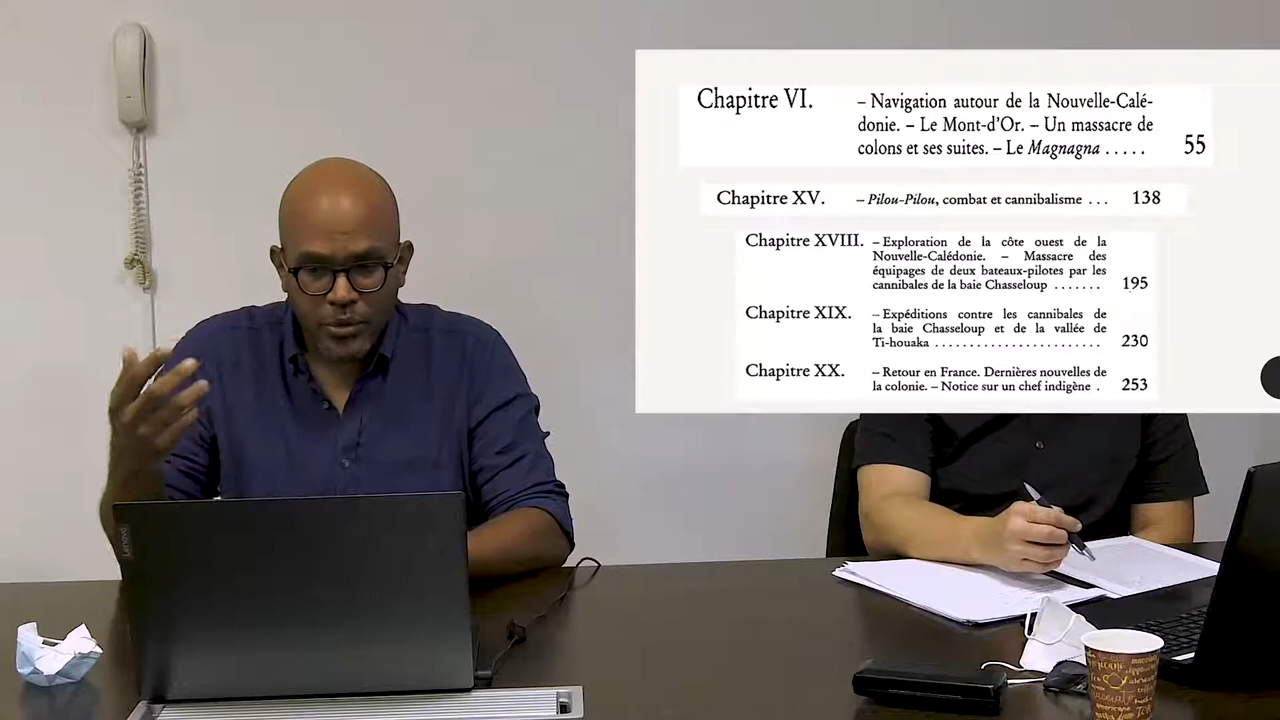 Chapitre VI. – Navigation autour de la Nouvelle-Calé-
donie. – Le Mont-d'Or. – Un massacre de
colons et ses suites. – Le Magnagna ..... 55
Chapitre XV. – Pilou-Pilou, combat et cannibalisme ... 138
Chapitre XVIII. – Exploration de la côte ouest de la
Nouvelle-Calédonie. – Massacre des
équipages de deux bateaux-pilotes par les
cannibales de la baie Chasseloup ....... 195
Chapitre XIX. – Expéditions contre les cannibales de
la baie Chasseloup et de la vallée de
Ti-houaka ........................ 230
Chapitre XX. – Retour en France. Dernières nouvelles de
la colonie. – Notice sur un chef indigène . 253
Lenovo